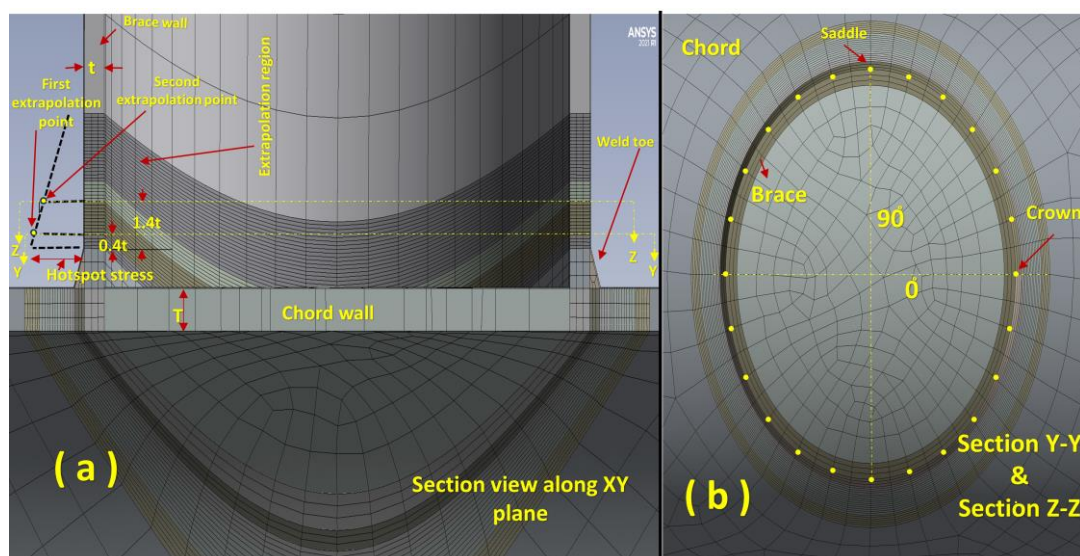 Brace wall
t
First
extrapolation
point
Second
extrapolation point
Extrapolation region
ANSYS
2021 R1
Weld toe
1.4t
0.4t
Z
Y
Z
Y
Hotspot stress
T
Chord wall
( a )
Section view along XY
plane
Chord
Saddle
Brace
90°
0°
Crown
( b )
Section Y-Y
&
Section Z-Z